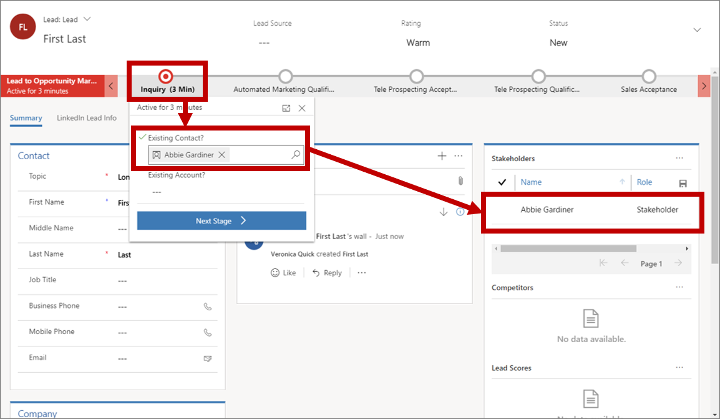 FL
Lead: Lead
First Last
Lead Source
---
Rating
Warm
Status
New
Lead to Opportunity Mar...
Active for 3 minutes
Inquiry (3 Min)
Automated Marketing Qualifi...
Tele Prospecting Accept...
Tele Prospecting Qualific...
Sales Acceptance
Summary
LinkedIn Lead Info
Active for 3 minutes
Existing Contact?
Abbie Gardiner
Existing Account?
---
Next Stage
Contact
Topic * Lon
First Name * Firs
Middle Name ---
Last Name * Last
Job Title ---
Business Phone ---
Mobile Phone ---
Email ---
Company
First Last's wall - Just now
Veronica Quick created First Last
Like
Reply
Stakeholders
Name
Role
Abbie Gardiner
Stakeholder
Page 1
Competitors
No data available.
Lead Scores
No data available.